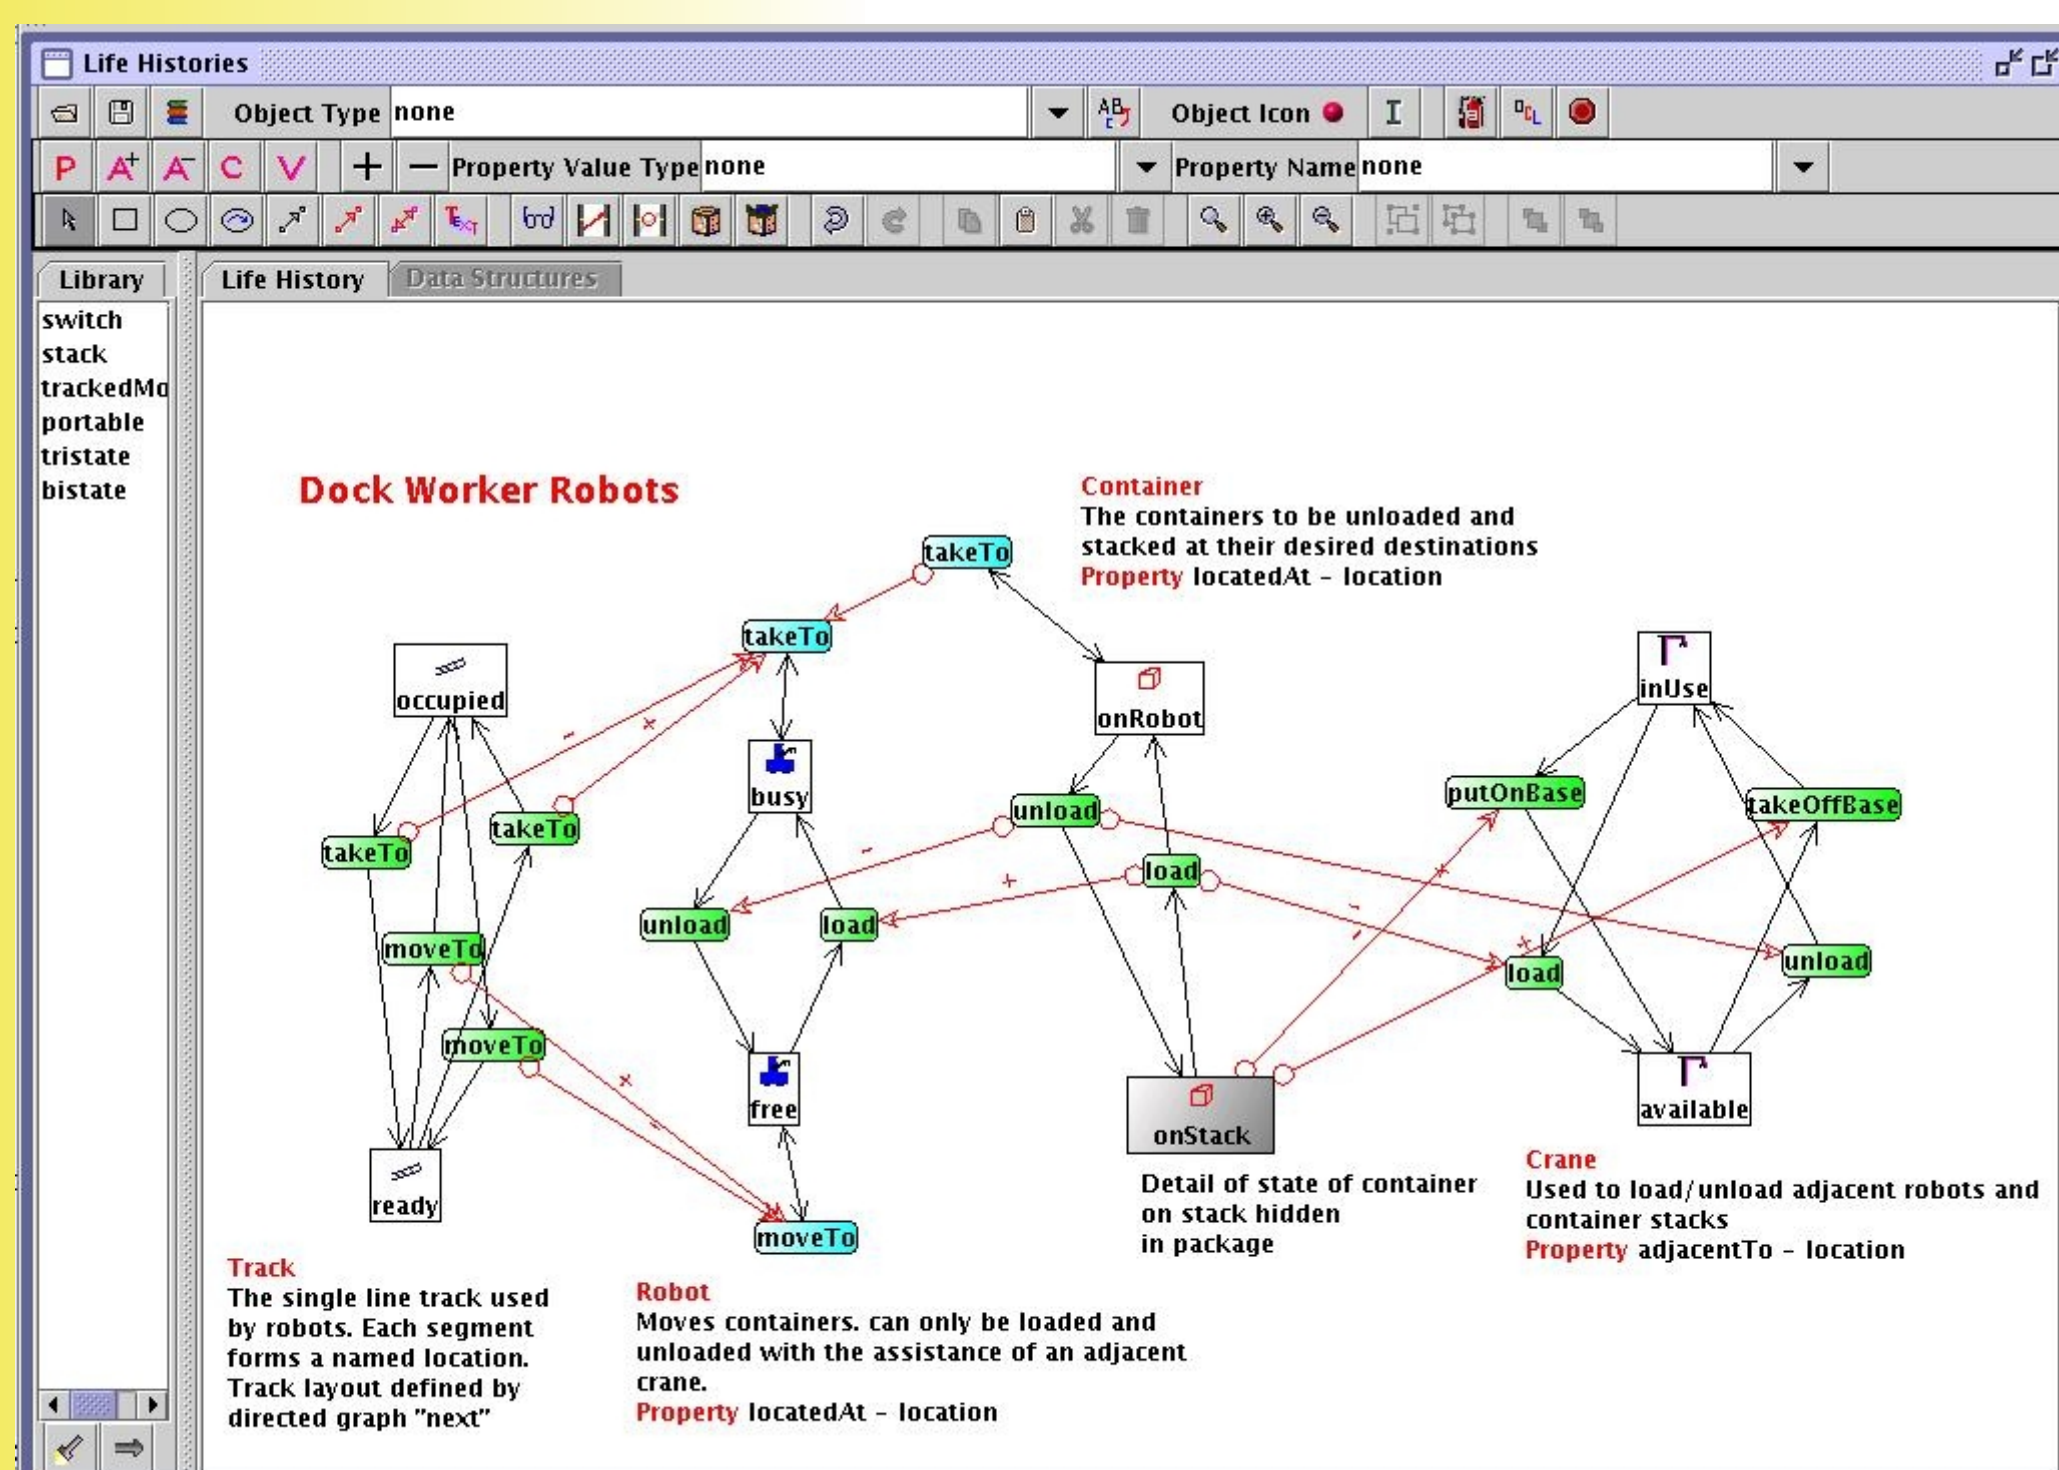 Life Histories
Object Type none
Object Icon
P A+ A- C V + − Property Value Type none Property Name none
TEXT
Library
Life History
Data Structures
switch
stack
trackedMo
portable
tristate
bistate
Dock Worker Robots
Container
The containers to be unloaded and
stacked at their desired destinations
Property locatedAt - location
takeTo
takeTo
occupied
onRobot
inUse
-
+
busy
putOnBase
takeOffBase
unload
takeTo
takeTo
-
+
load
+
-
unload
load
-
+
moveTo
load
unload
moveTo
+
-
free
available
onStack
ready
moveTo
Detail of state of container
on stack hidden
in package
Crane
Used to load/unload adjacent robots and
container stacks
Property adjacentTo - location
Track
The single line track used
by robots. Each segment
forms a named location.
Track layout defined by
directed graph "next"
Robot
Moves containers. can only be loaded and
unloaded with the assistance of an adjacent
crane.
Property locatedAt - location